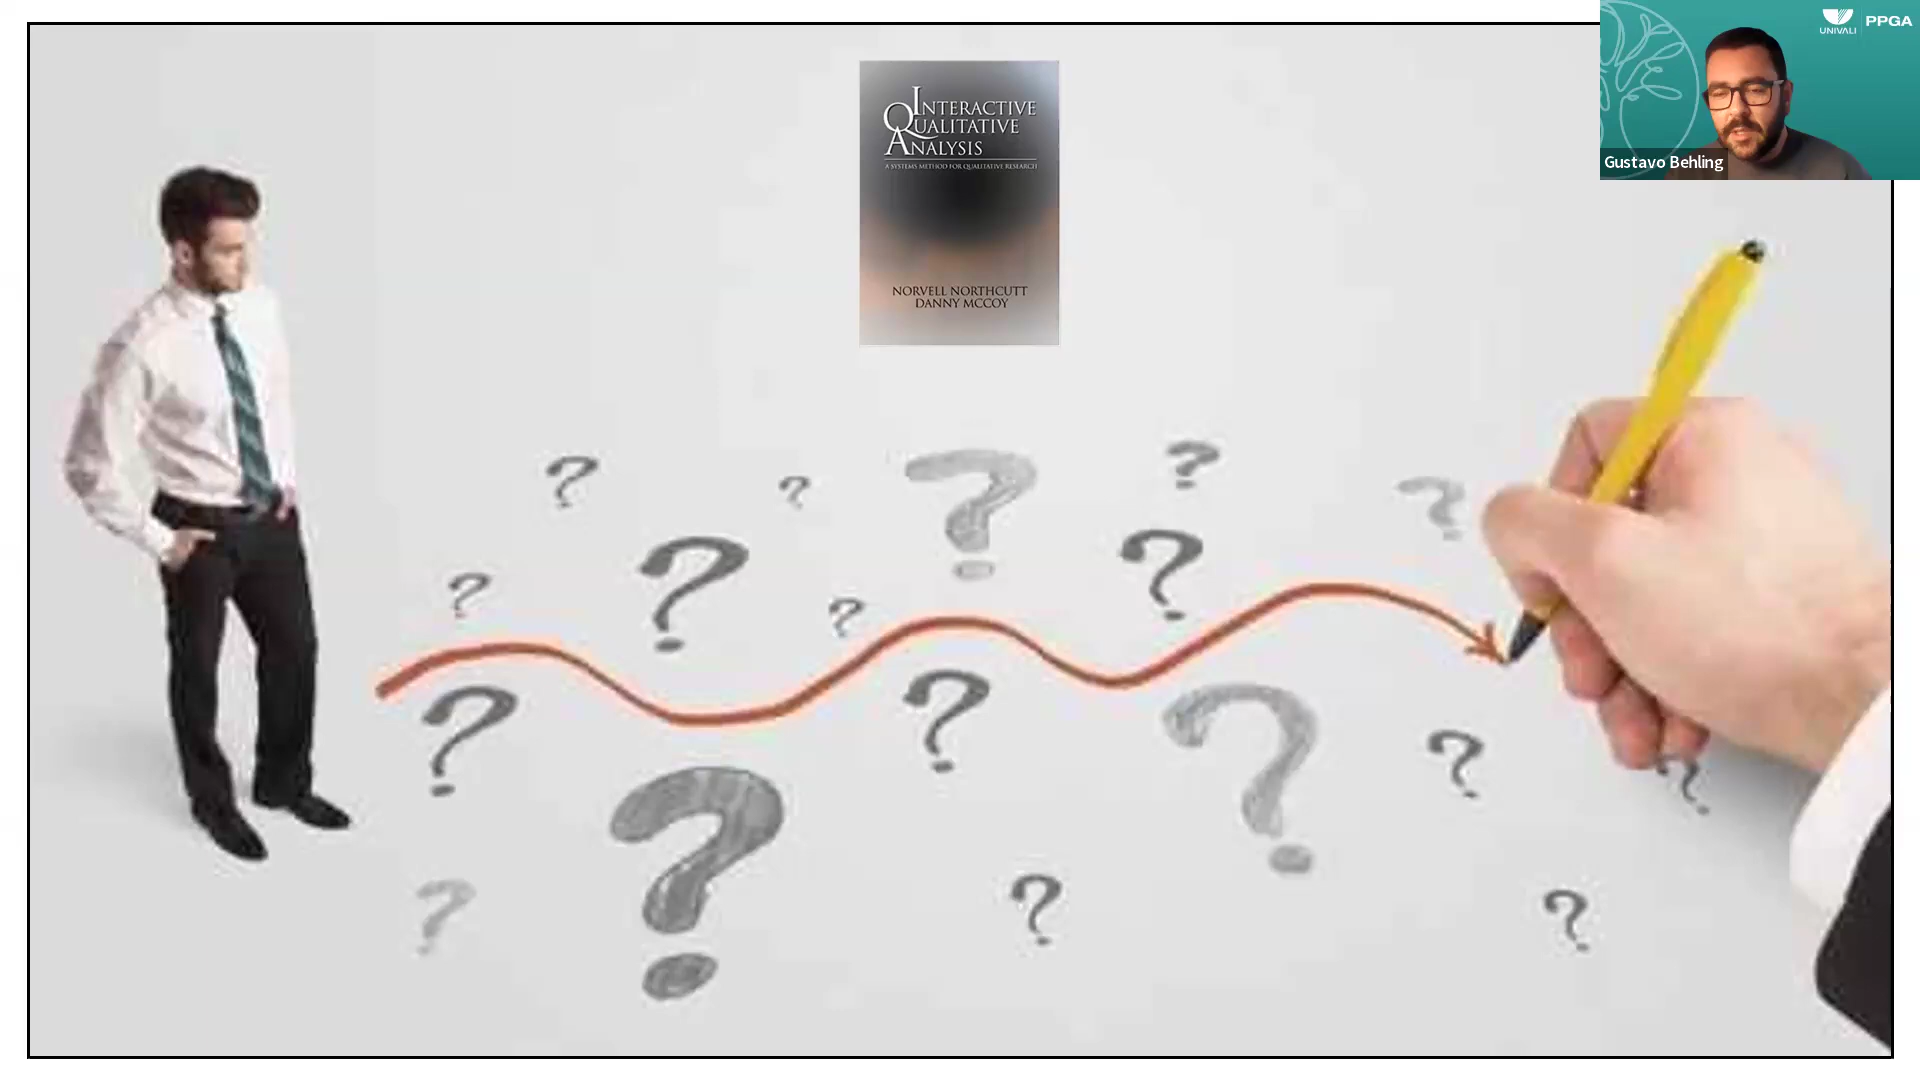 INTERACTIVE
QUALITATIVE
ANALYSIS
A SYSTEMS METHOD FOR QUALITATIVE RESEARCH
NORVELL NORTHCUTT
DANNY MCCOY
? ? ? ? ?
? ? ?
? ?
? ? ? ? ?
?
? ? ?
UNIVALI
PPGA
Gustavo Behling